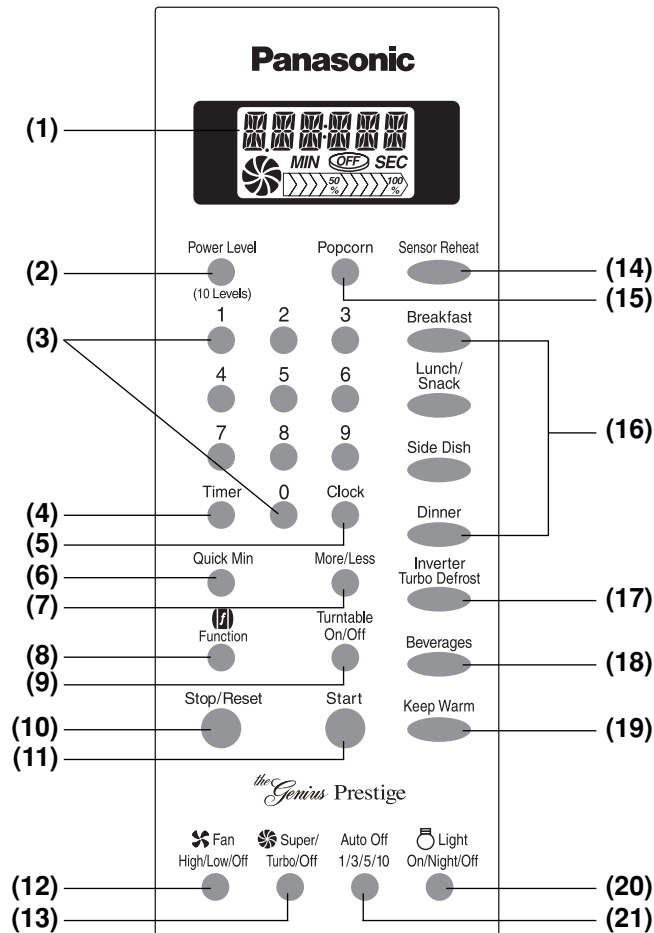 Panasonic
(1)
MIN OFF SEC
50 % 100 %
Power Level Popcorn Sensor Reheat
(2) (14)
(10 Levels) (15)
1 2 3 Breakfast
(3)
4 5 6 Lunch/
Snack
(16)
7 8 9 Side Dish
Timer 0 Clock Dinner
(4)
(5)
Quick Min More/Less Inverter
Turbo Defrost
(6)
(7) (17)
f Turntable
Function On/Off Beverages
(8) (18)
(9)
Stop/Reset Start Keep Warm
(10) (19)
(11)
the Genius Prestige
Fan Super/ Auto Off Light
High/Low/Off Turbo/Off 1/3/5/10 On/Night/Off
(12) (20)
(13) (21)